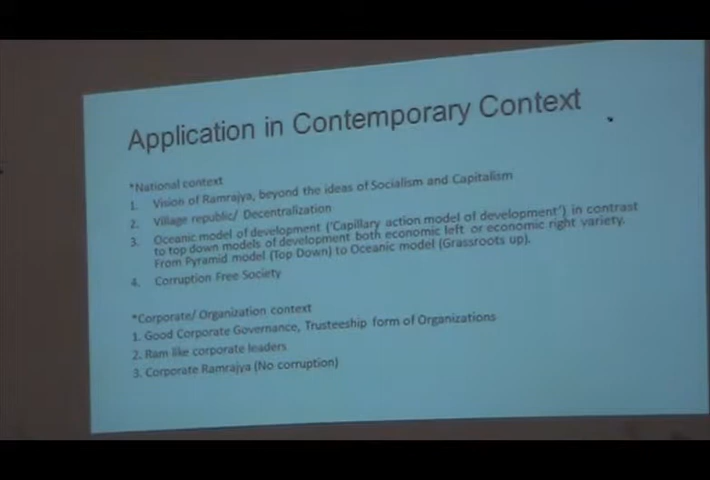 Application in Contemporary Context
*National context
1. Vision of Ramrajya, beyond the ideas of Socialism and Capitalism
2. Village republic/ Decentralization
3. Oceanic model of development ('Capillary action model of development') in contrast
to top down models of development both economic left or economic right variety.
From Pyramid model (Top Down) to Oceanic model (Grassroots up).
4. Corruption Free Society
*Corporate/ Organization context
1. Good Corporate Governance, Trusteeship form of Organizations
2. Ram like corporate leaders
3. Corporate Ramrajya (No corruption)